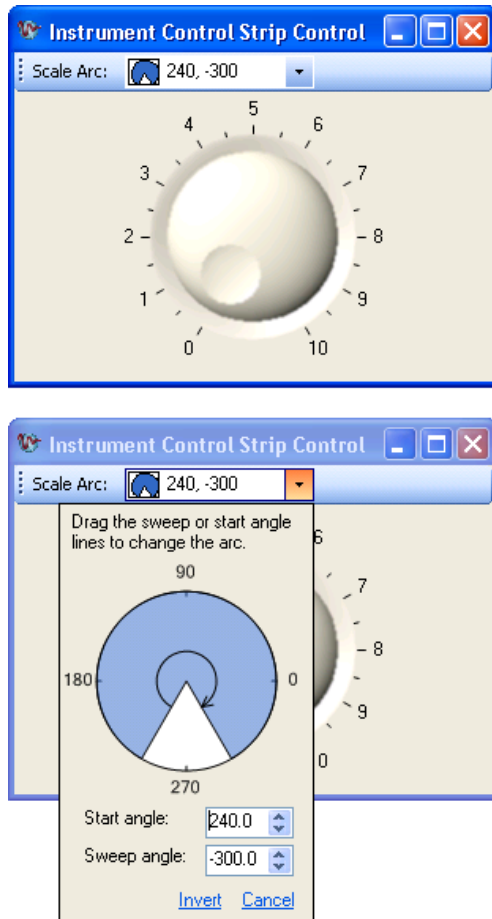 Instrument Control Strip Control
Scale Arc: 240, -300
5
4 6
3 7
2 8
1 9
0 10
Instrument Control Strip Control
Scale Arc: 240, -300
Drag the sweep or start angle
lines to change the arc.
6
90
7
180 0
8
9
0
270
Start angle: 240.0
Sweep angle: -300.0
Invert Cancel